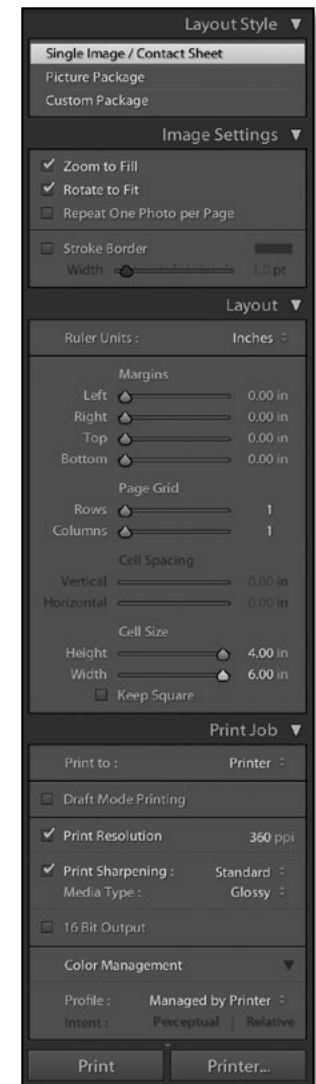 Layout Style
Single Image / Contact Sheet
Picture Package
Custom Package
Image Settings
Zoom to Fill
Rotate to Fit
Repeat One Photo per Page
Stroke Border
Width 1.0 pt
Layout
Ruler Units : Inches
Margins
Left 0.00 in
Right 0.00 in
Top 0.00 in
Bottom 0.00 in
Page Grid
Rows 1
Columns 1
Cell Spacing
Vertical 0.00 in
Horizontal 0.00 in
Cell Size
Height 4.00 in
Width 6.00 in
Keep Square
Print Job
Print to : Printer
Draft Mode Printing
Print Resolution 360 ppi
Print Sharpening : Standard
Media Type : Glossy
16 Bit Output
Color Management
Profile : Managed by Printer
Intent : Perceptual | Relative
Print Printer...